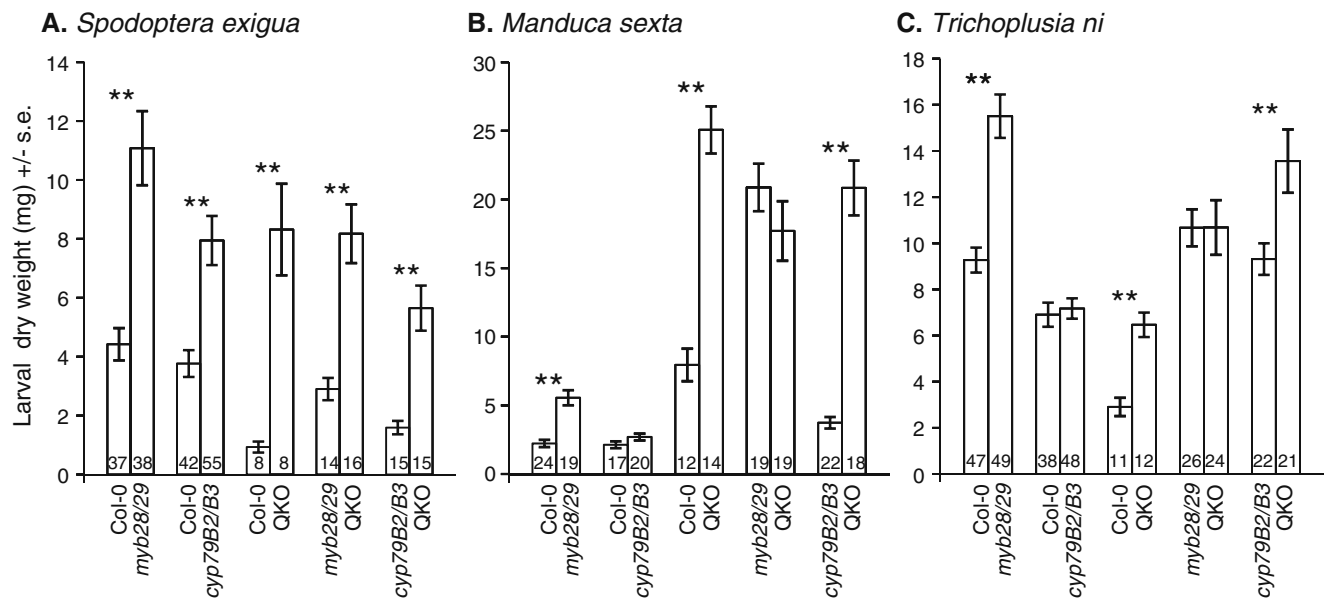 A. Spodoptera exigua
Larval dry weight (mg) +/- s.e.
14
12
10
8
6
4
2
0
** ** ** ** **
37 38 42 55 8 8 14 16 15 15
Col-0
myb28/29
Col-0
cyp79B2/B3
Col-0
QKO
myb28/29
QKO
cyp79B2/B3
QKO
B. Manduca sexta
30
25
20
15
10
5
0
** ** **
24 19 17 20 12 14 19 19 22 18
Col-0
myb28/29
Col-0
cyp79B2/B3
Col-0
QKO
myb28/29
QKO
cyp79B2/B3
QKO
C. Trichoplusia ni
18
16
14
12
10
8
6
4
2
0
** ** **
47 49 38 48 11 12 26 24 22 21
Col-0
myb28/29
Col-0
cyp79B2/B3
Col-0
QKO
myb28/29
QKO
cyp79B2/B3
QKO